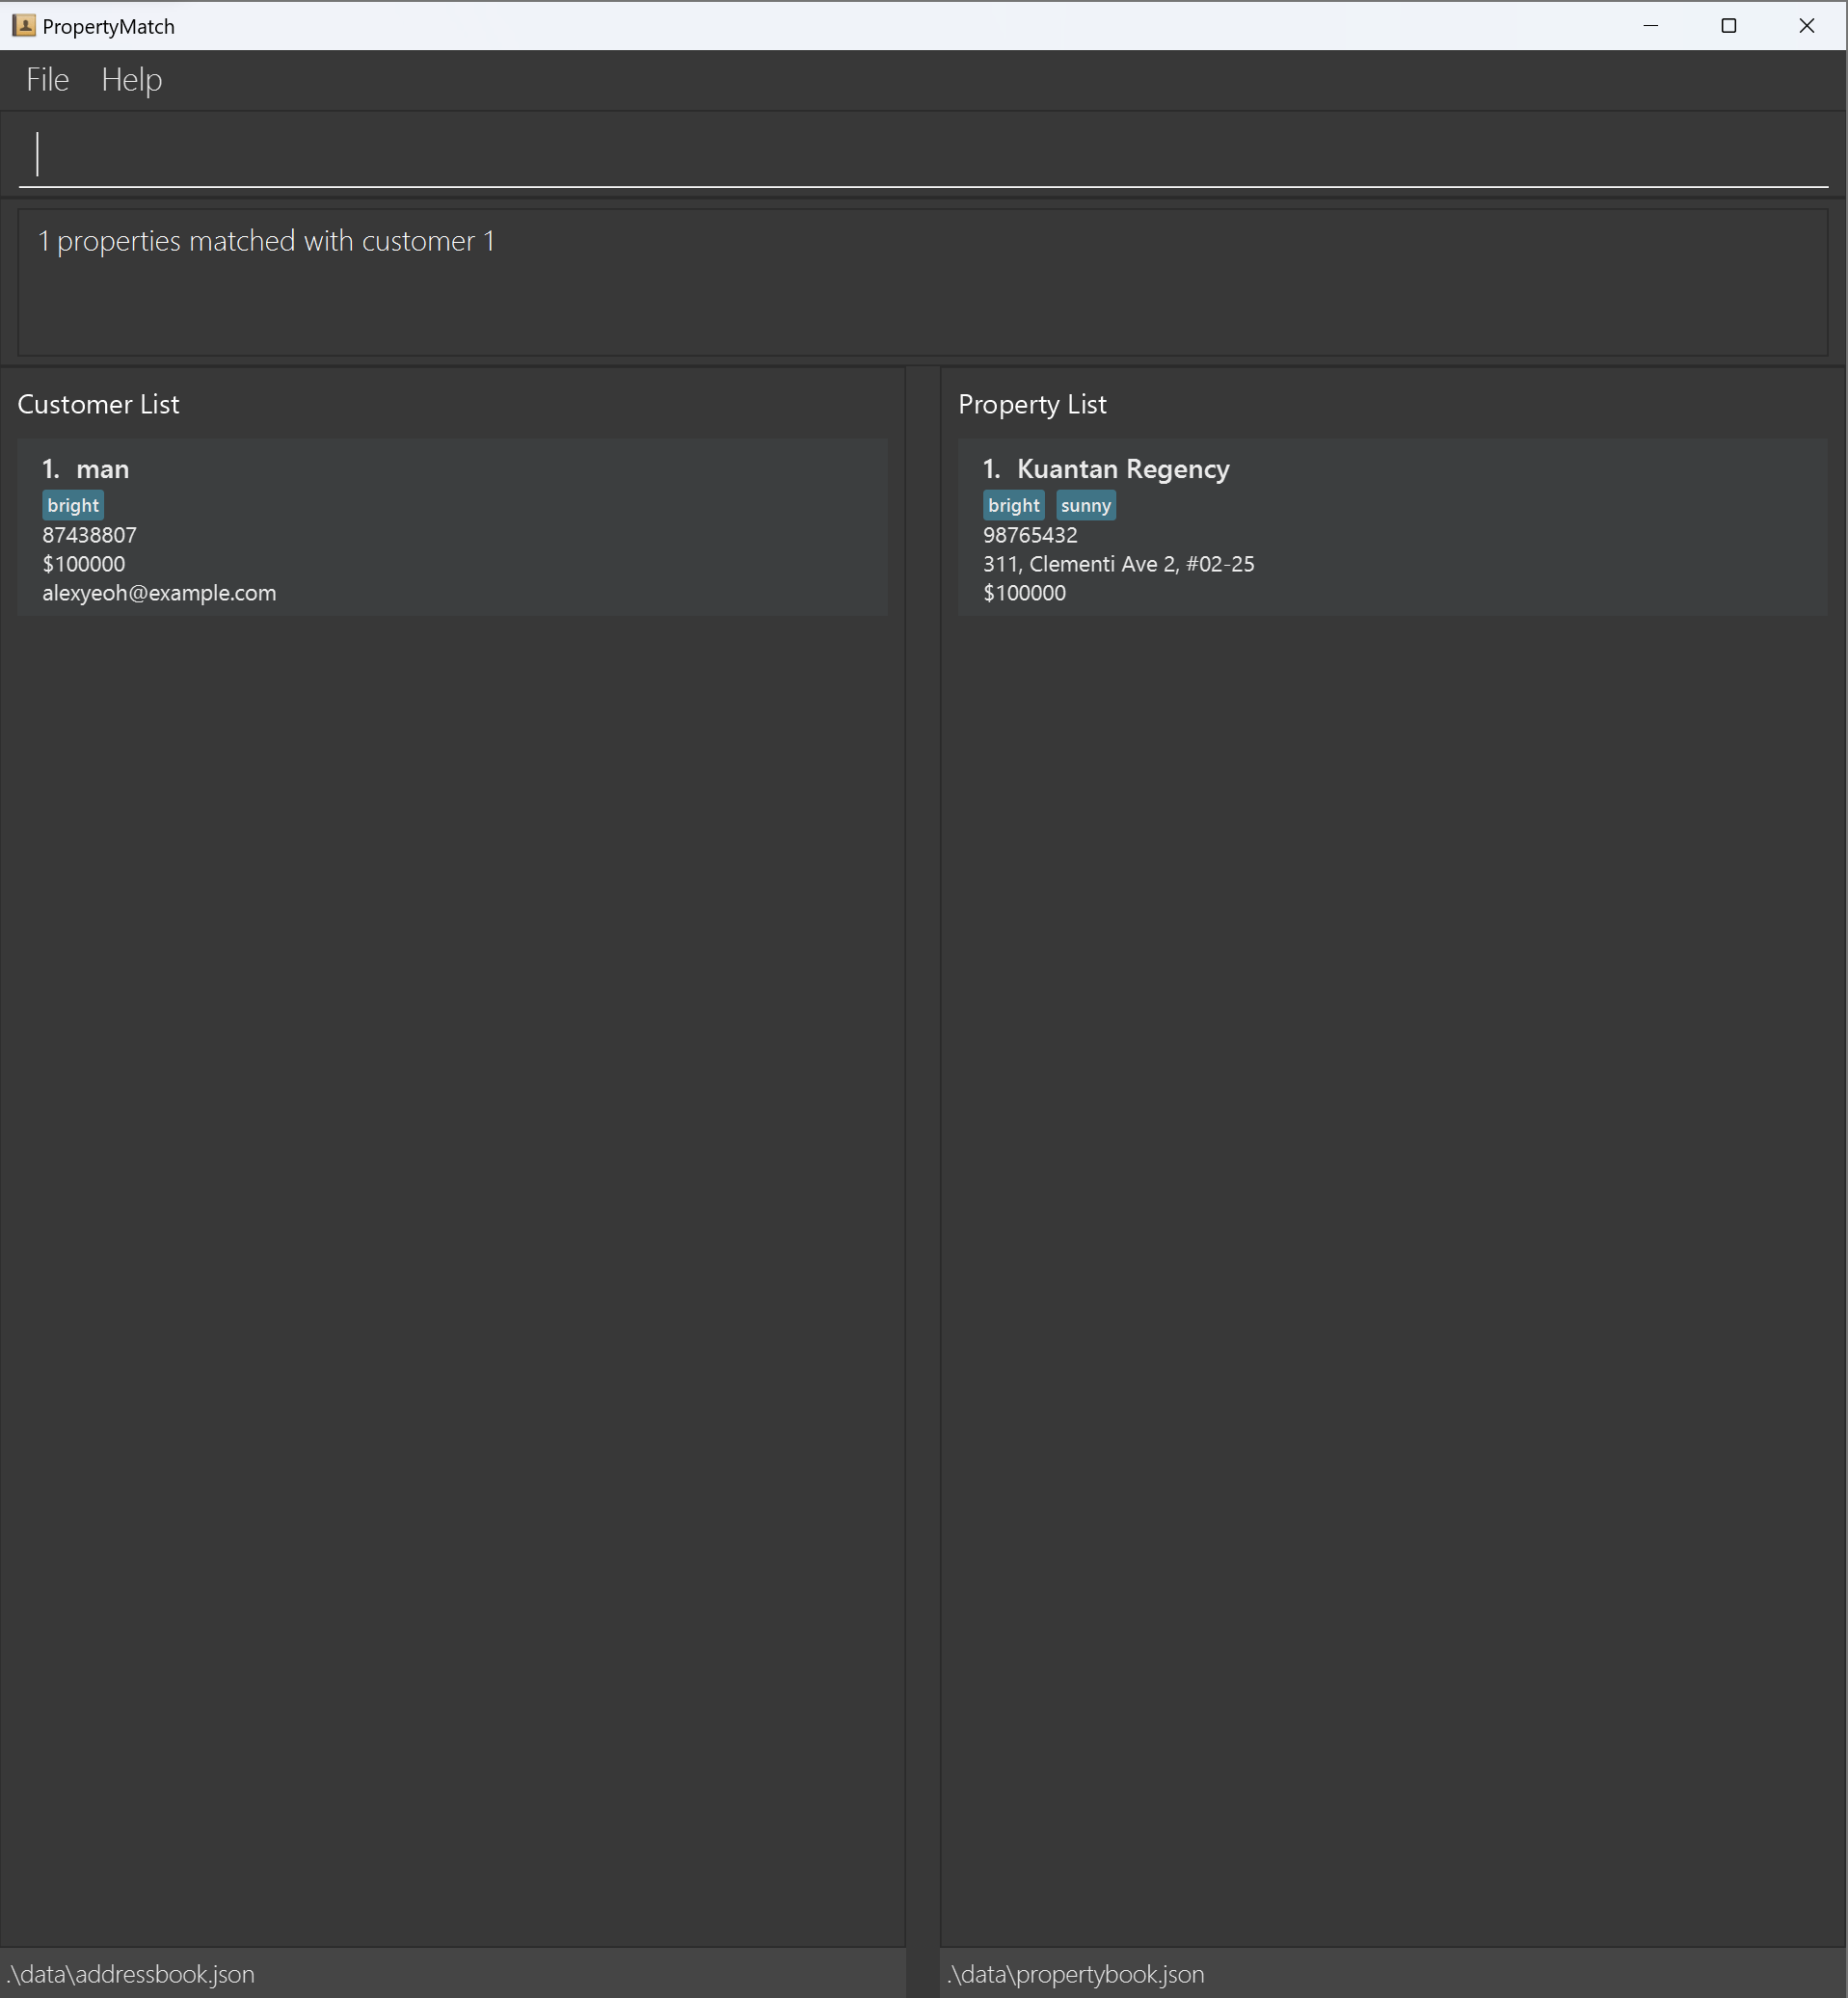 PropertyMatch
File Help
1 properties matched with customer 1
Customer List
1. man
bright
87438807
$100000
alexyeoh@example.com
Property List
1. Kuantan Regency
bright sunny
98765432
311, Clementi Ave 2, #02-25
$100000
.\data\addressbook.json
.\data\propertybook.json